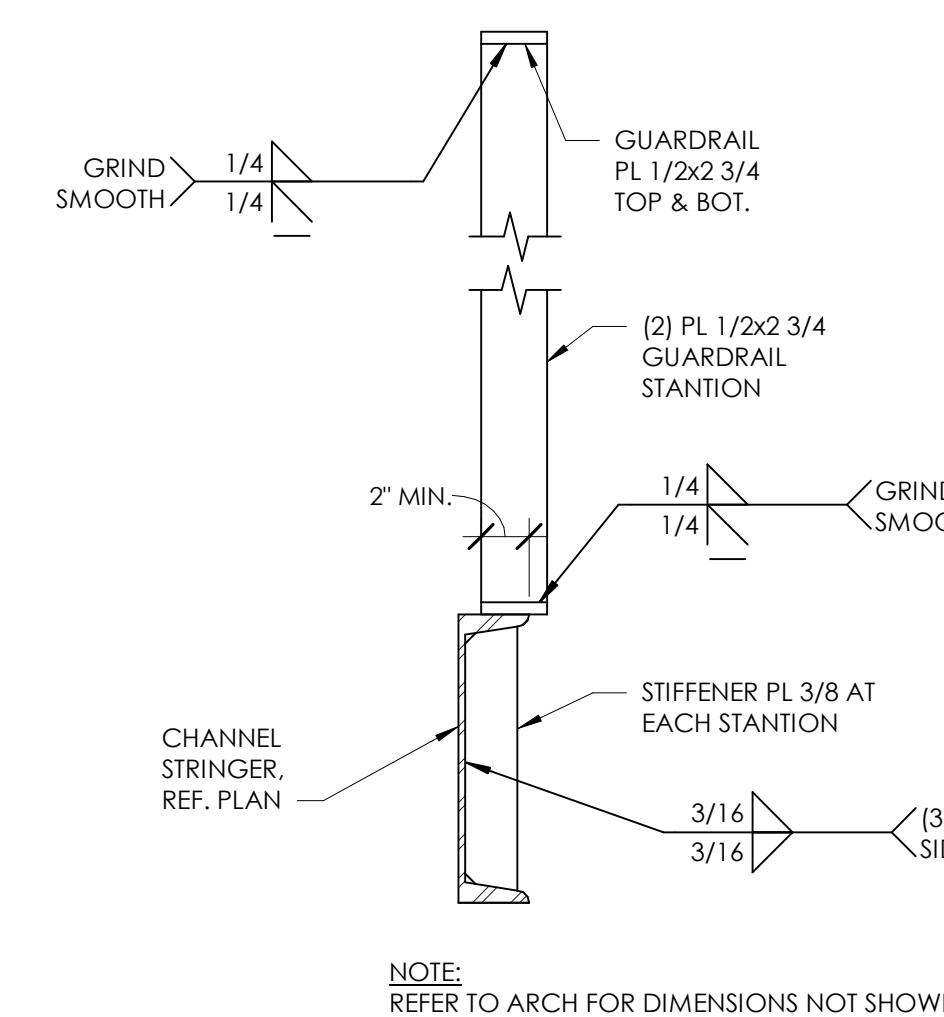 GUARDRAIL
PL 1/2x2 3/4
TOP & BOT.
GRIND
SMOOTH
1/4
1/4
(2) PL 1/2x2 3/4
GUARDRAIL
STANTION
2" MIN.
1/4
1/4
STIFFENER PL 3/8 AT
EACH STANTION
CHANNEL
STRINGER,
REF. PLAN
3/16
3/16
(3
NOTE:
REFER TO ARCH FOR DIMENSIONS NOT